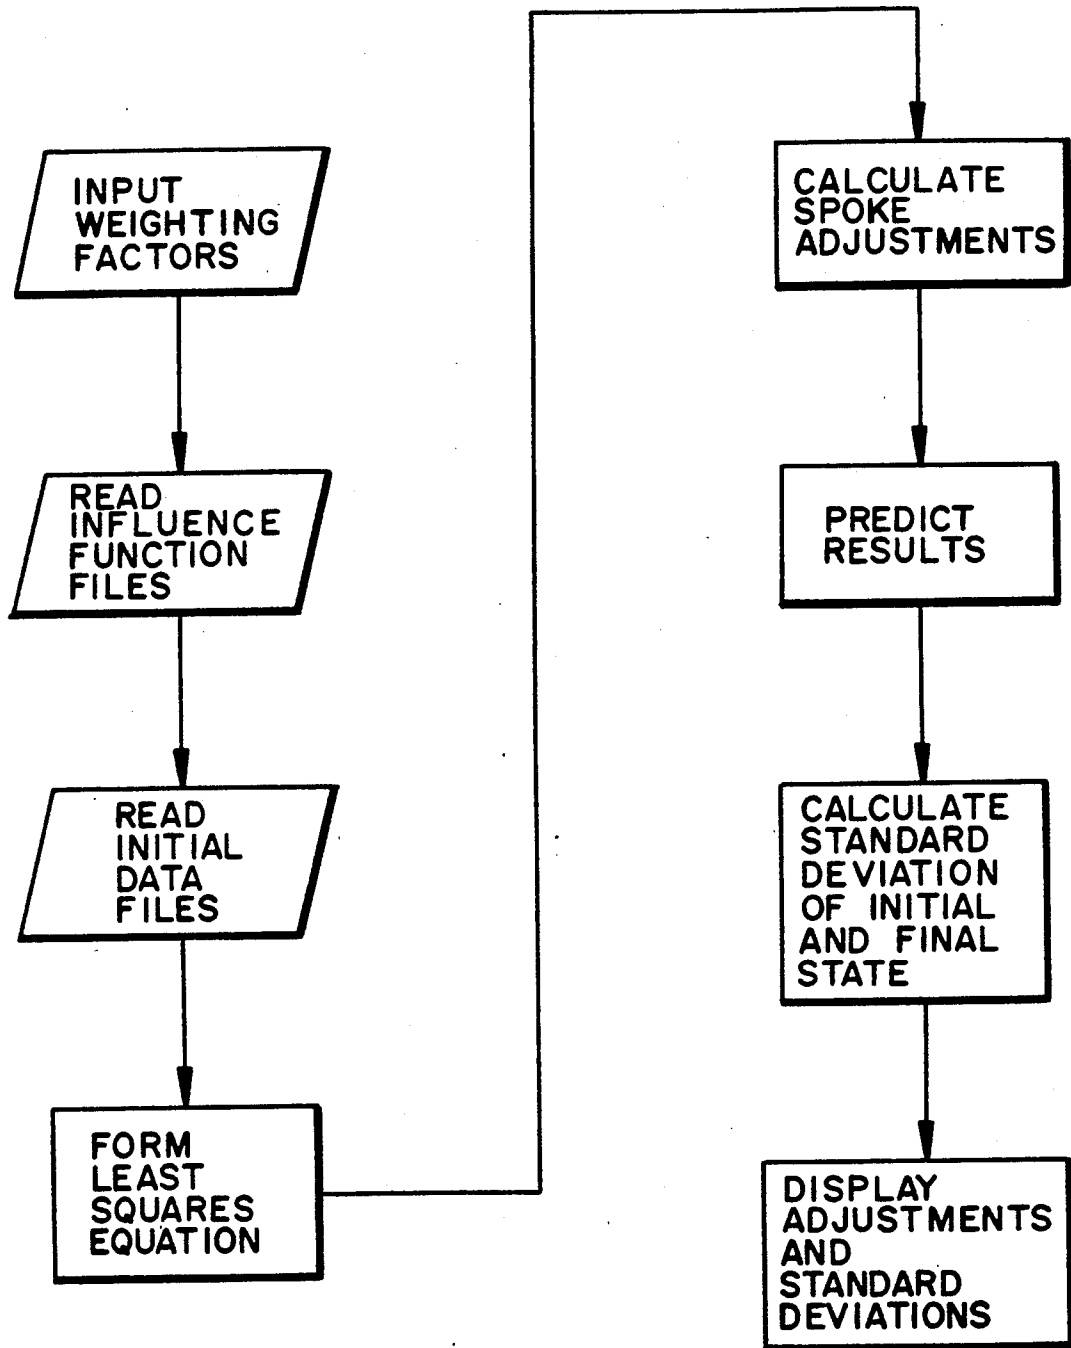 INPUT
WEIGHTING
FACTORS
READ
INFLUENCE
FUNCTION
FILES
READ
INITIAL
DATA
FILES
FORM
LEAST
SQUARES
EQUATION
CALCULATE
SPOKE
ADJUSTMENTS
PREDICT
RESULTS
CALCULATE
STANDARD
DEVIATION
OF INITIAL
AND FINAL
STATE
DISPLAY
ADJUSTMENTS
AND
STANDARD
DEVIATIONS